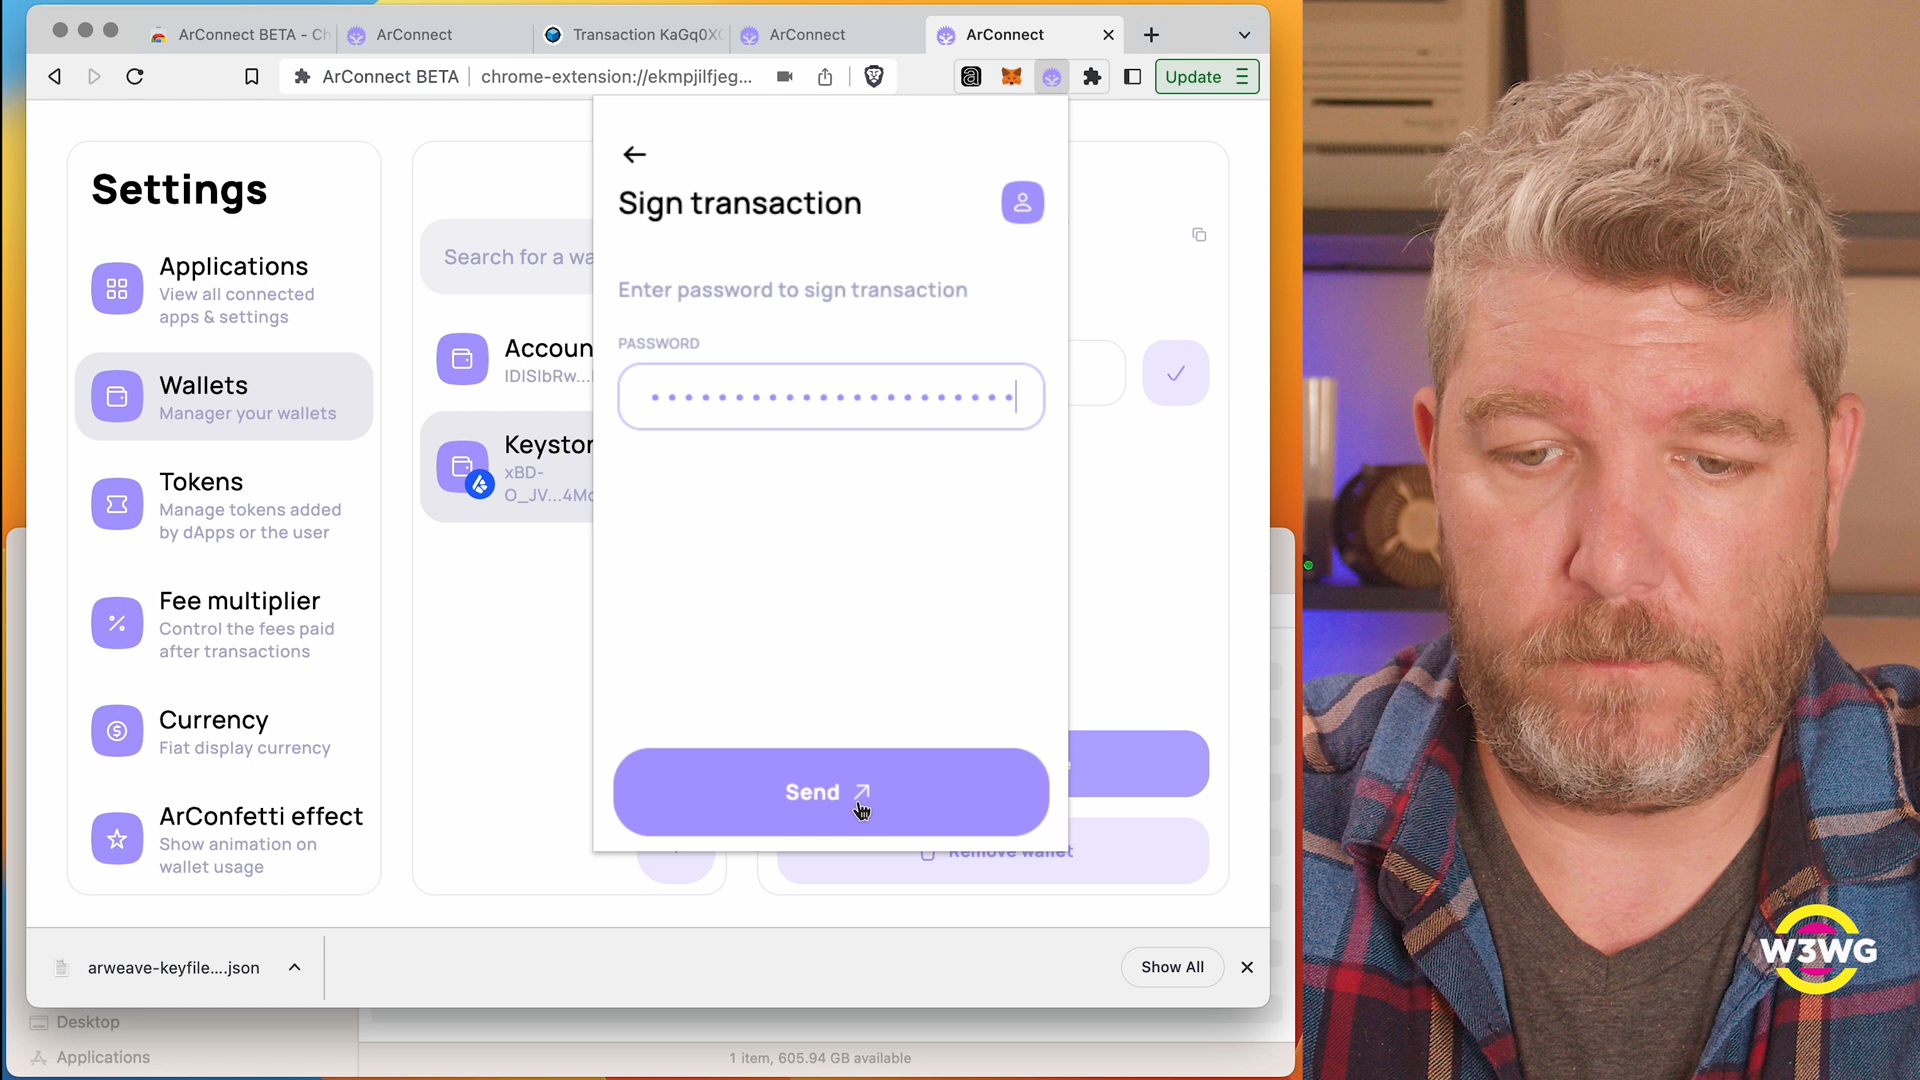 ArConnect BETA - Ch
ArConnect
Transaction KaGq0X
ArConnect
ArConnect
ArConnect BETA
chrome-extension://ekmpjilfjeg...
Update
Settings
Applications
View all connected
apps & settings
Wallets
Manager your wallets
Tokens
Manage tokens added
by dApps or the user
Fee multiplier
Control the fees paid
after transactions
Currency
Fiat display currency
ArConfetti effect
Show animation on
wallet usage
Search for a wa
Accoun
Keyston
xBD-
Sign transaction
Enter password to sign transaction
PASSWORD
Send
Remove wallet
arweave-keyfile....json
Show All
Desktop
Applications
1 item, 605.94 GB available
W3WG